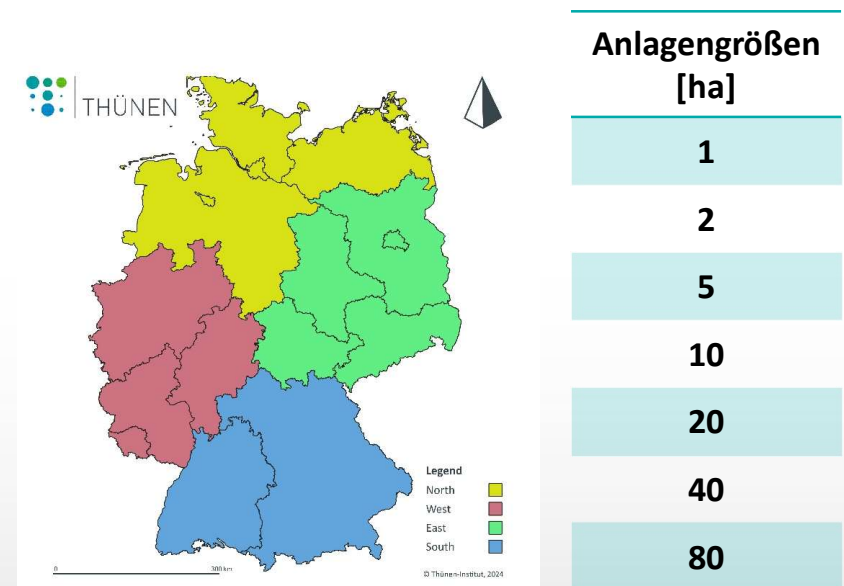 THÜNEN
Legend
North
West
East
South
0 300 km
© Thünen-Institut, 2024
Anlagengrößen
[ha]
1
2
5
10
20
40
80